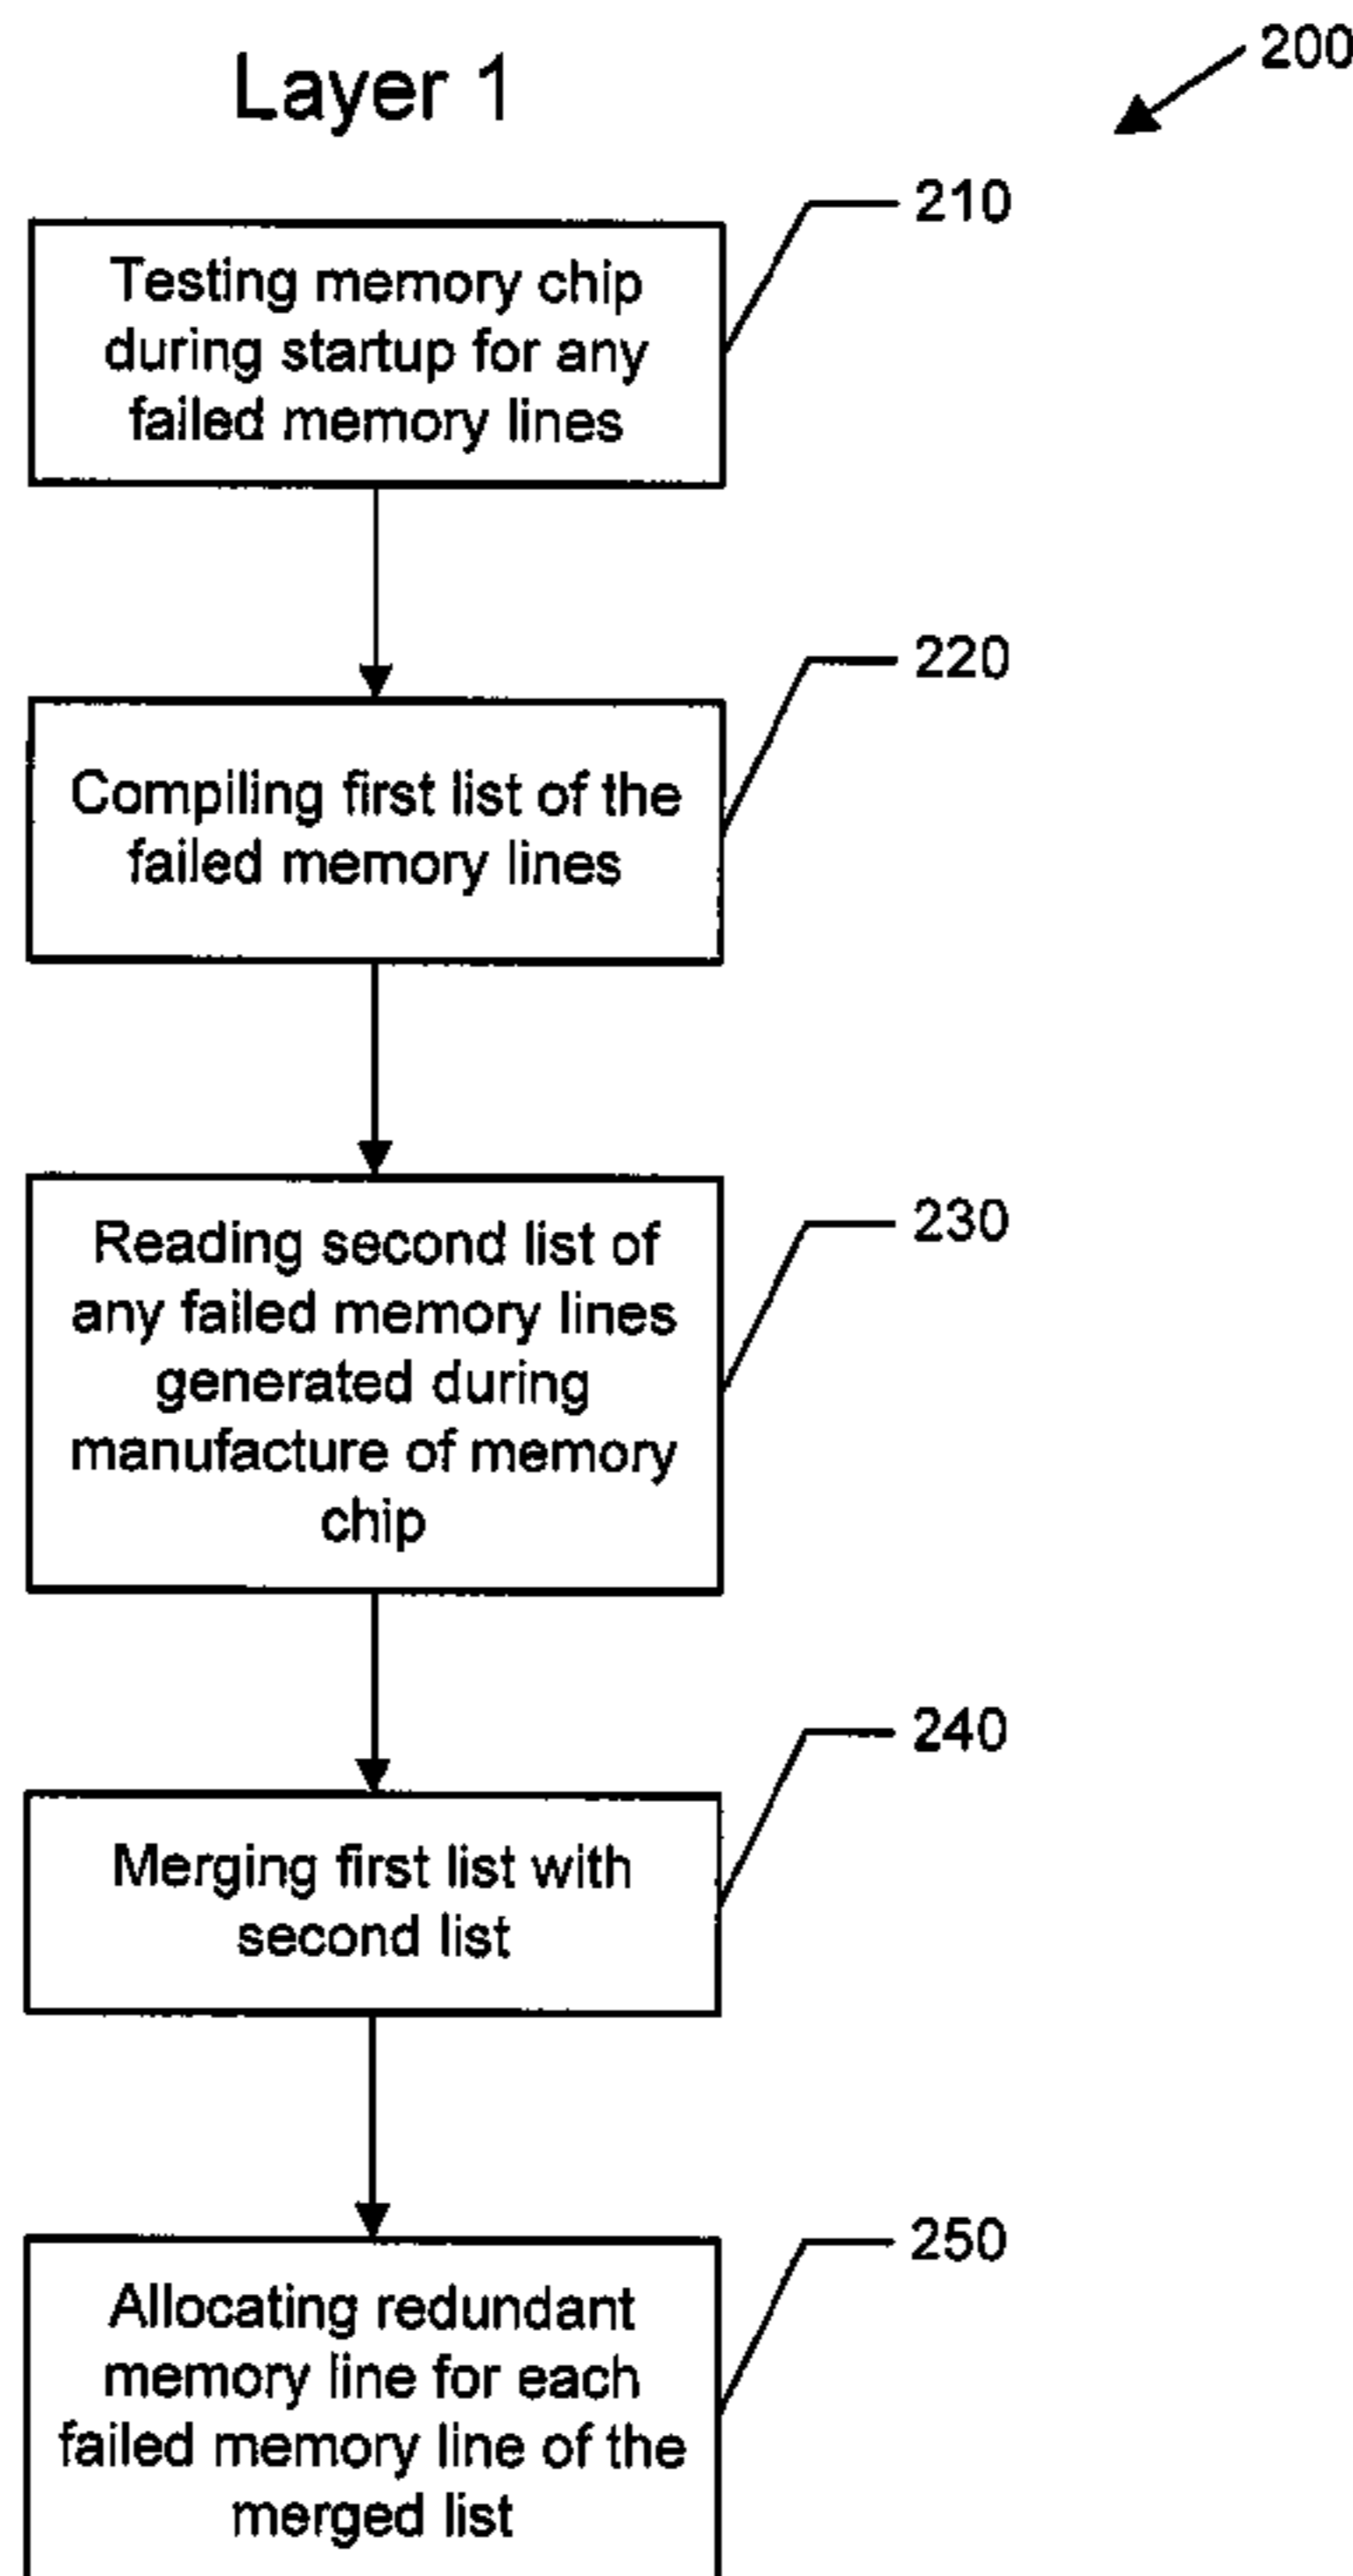 Layer 1
200
210
Testing memory chip
during startup for any
failed memory lines
220
Compiling first list of the
failed memory lines
230
Reading second list of
any failed memory lines
generated during
manufacture of memory
chip
240
Merging first list with
second list
250
Allocating redundant
memory line for each
failed memory line of the
merged list